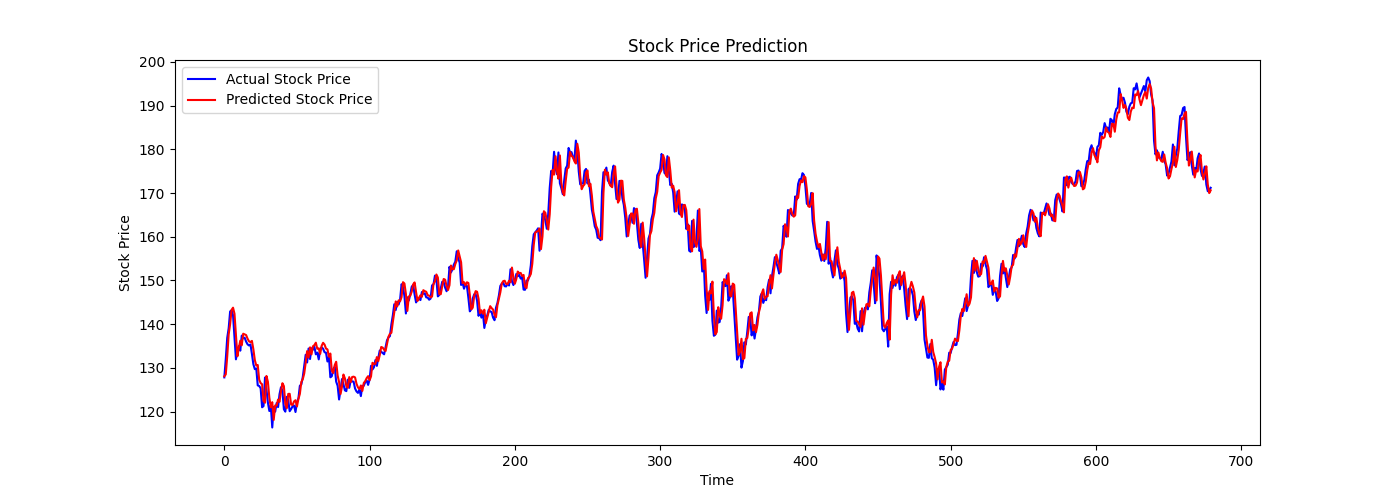 Stock Price Prediction
Actual Stock Price
Predicted Stock Price
Stock Price
200
190
180
170
160
150
140
130
120
0 100 200 300 400 500 600 700
Time